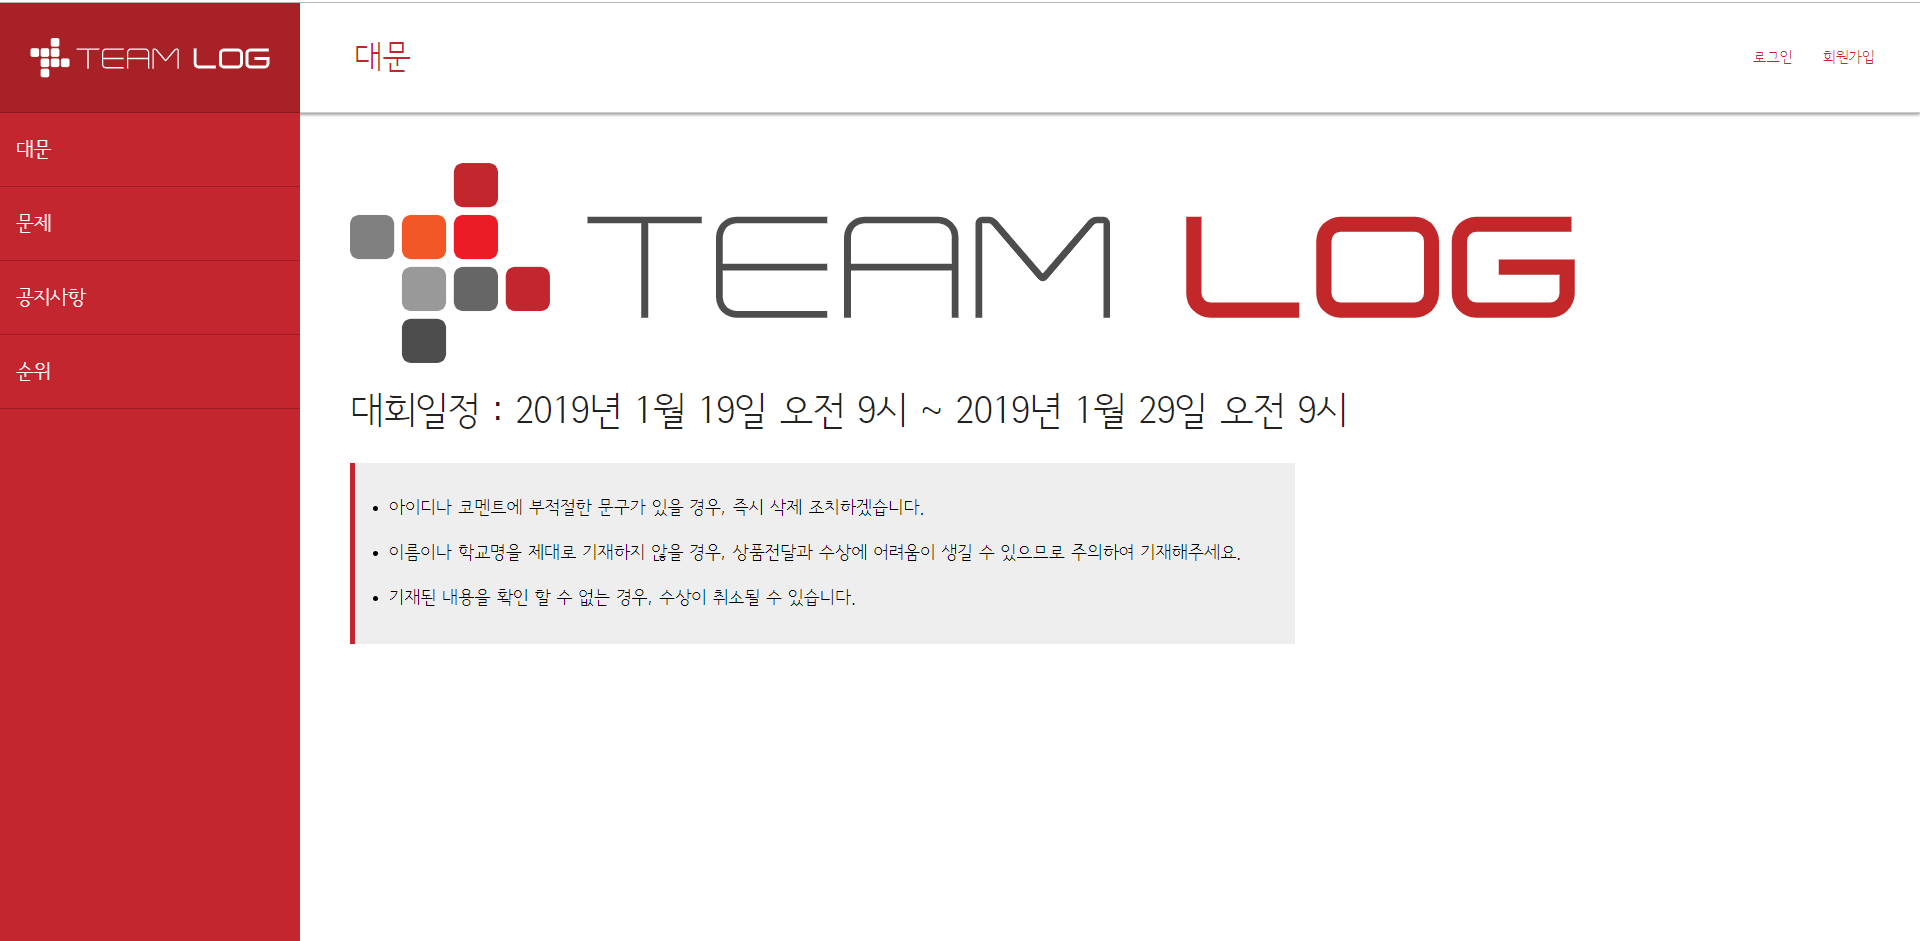 TEAM LOG
대문
로그인
회원가입
대문
문제
공지사항
순위
TEAM LOG
대회일정 : 2019년 1월 19일 오전 9시 ~ 2019년 1월 29일 오전 9시
• 아이디나 코멘트에 부적절한 문구가 있을 경우, 즉시 삭제 조치하겠습니다.
• 이름이나 학교명을 제대로 기재하지 않을 경우, 상품전달과 수상에 어려움이 생길 수 있으므로 주의하여 기재해주세요.
• 기재된 내용을 확인 할 수 없는 경우, 수상이 취소될 수 있습니다.